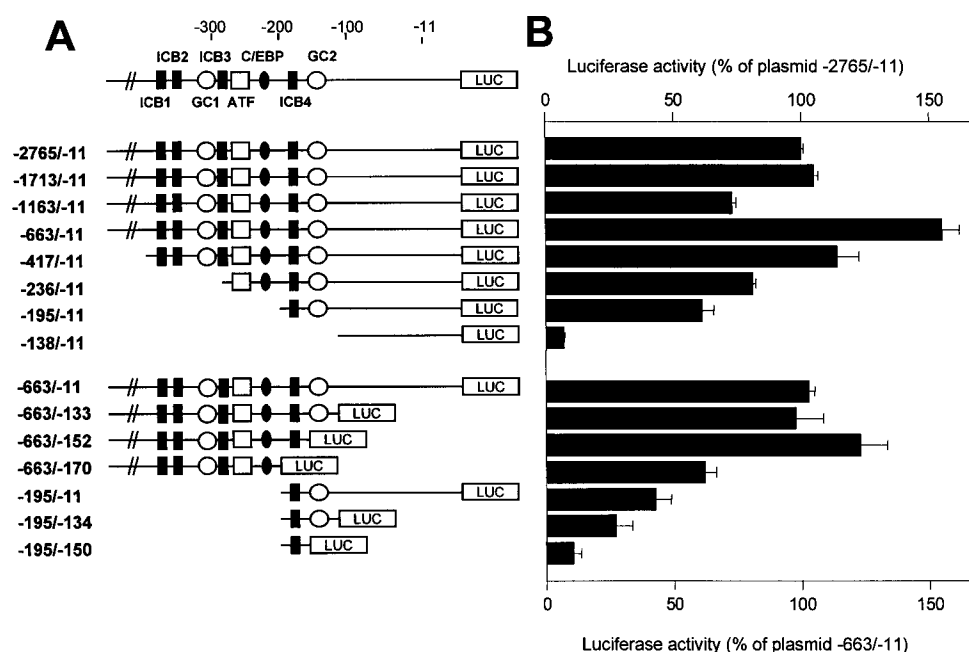 A
-300 -200 -100 -11
ICB2 ICB3 C/EBP GC2
LUC
ICB1 GC1 ATF ICB4
-2765/-11 LUC
-1713/-11 LUC
-1163/-11 LUC
-663/-11 LUC
-417/-11 LUC
-236/-11 LUC
-195/-11 LUC
-138/-11 LUC
-663/-11 LUC
-663/-133 LUC
-663/-152 LUC
-663/-170 LUC
-195/-11 LUC
-195/-134 LUC
-195/-150 LUC
B
Luciferase activity (% of plasmid -2765/-11)
0 50 100 150
0 50 100 150
Luciferase activity (% of plasmid -663/-11)